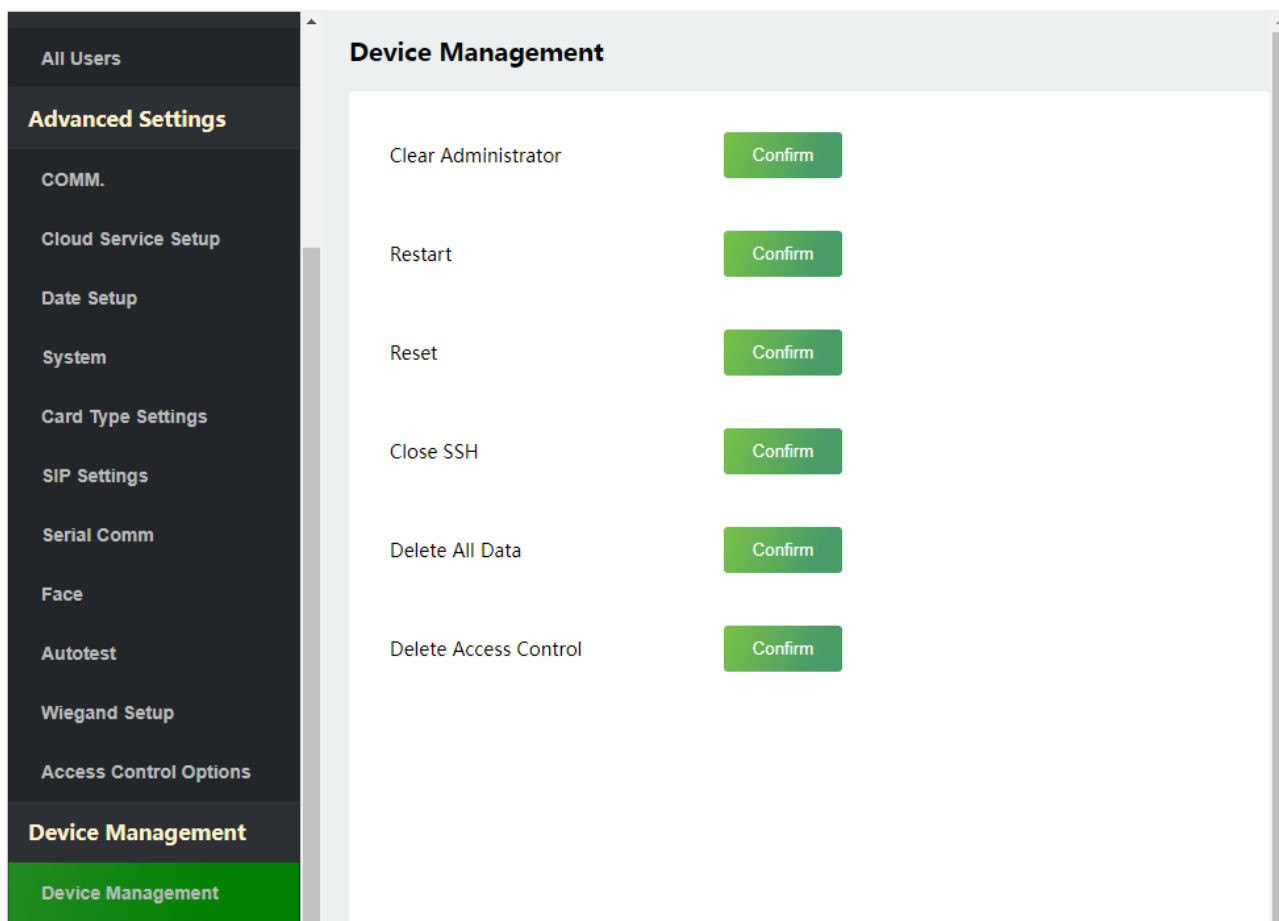 All Users
Advanced Settings
COMM.
Cloud Service Setup
Date Setup
System
Card Type Settings
SIP Settings
Serial Comm
Face
Autotest
Wiegand Setup
Access Control Options
Device Management
Device Management
Device Management
Clear Administrator Confirm
Restart Confirm
Reset Confirm
Close SSH Confirm
Delete All Data Confirm
Delete Access Control Confirm